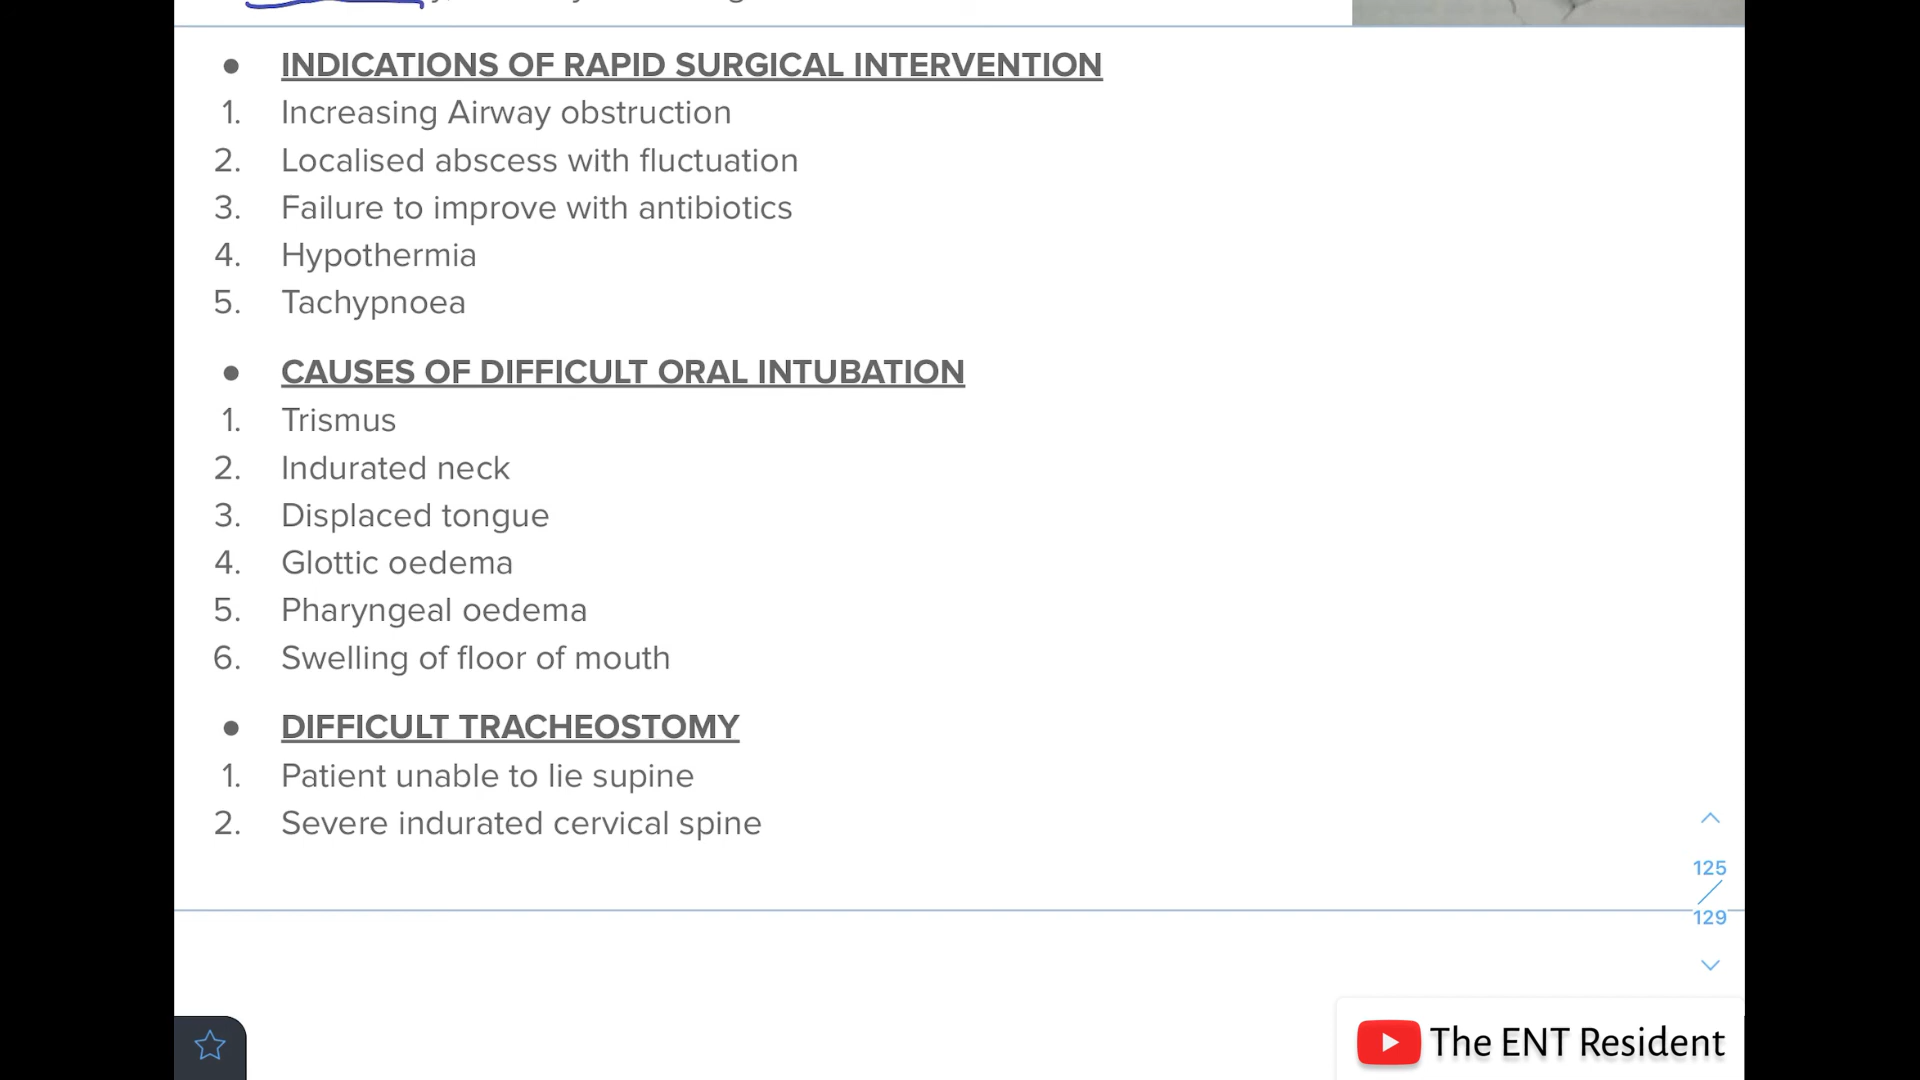 ● INDICATIONS OF RAPID SURGICAL INTERVENTION
1. Increasing Airway obstruction
2. Localised abscess with fluctuation
3. Failure to improve with antibiotics
4. Hypothermia
5. Tachypnoea
● CAUSES OF DIFFICULT ORAL INTUBATION
1. Trismus
2. Indurated neck
3. Displaced tongue
4. Glottic oedema
5. Pharyngeal oedema
6. Swelling of floor of mouth
● DIFFICULT TRACHEOSTOMY
1. Patient unable to lie supine
2. Severe indurated cervical spine
125
129
The ENT Resident